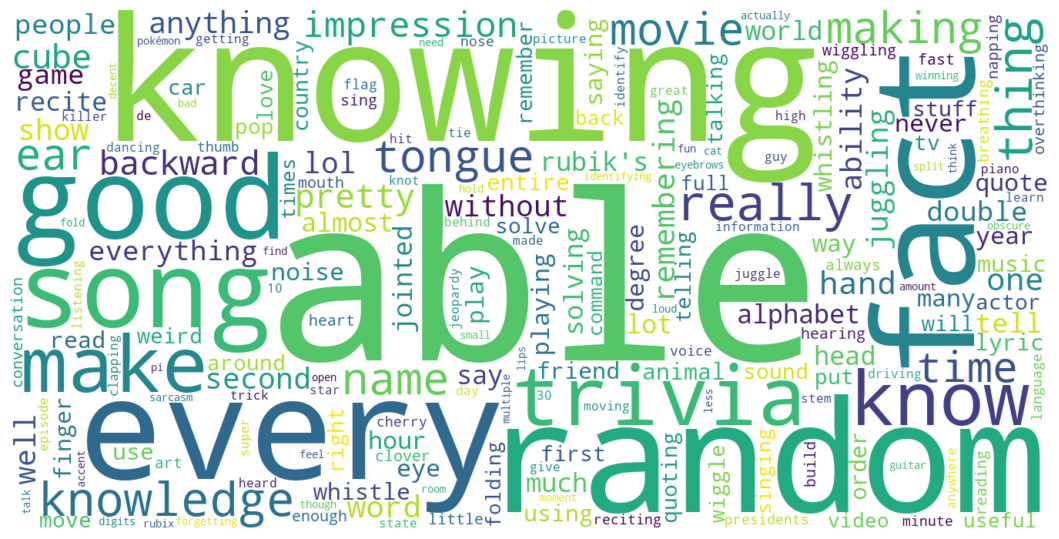 people
anything
impression
movie
world
making
actually
pokémon
getting
nose
need
picture
cube
knowing
remember
identify
saying
wiggling
fast
winning
napping
thing
game
car
love
country
flag
sing
back
talking
great
high
stuff
overthinking
recite
killer
decent
de
bad
pop
tie
fun
cat
guy
whistling
ability
never
breathing
show
dancing
thumb
hit
eyebrows
juggling
tv
split
think
fact
ear
backward
lol
tongue
rubik's
remembering
really
piano
quote
learn
good
times
mouth
knot
hold
identifying
entire
full
double
obscure
fold
pretty
without
behind
solve
information
way
year
everything
almost
made
always
find
song
noise
jointed
able
playing
solving
command
degree
telling
juggle
hand
music
one
amount
listening
10
heart
jeopardy
play
small
lot
alphabet
many
actor
loud
hearing
will
tell
conversation
read
weird
voice
lyric
clapping
around
lips
friend
animal
sound
head
driving
time
make
pi
second
open
star
name
say
day
30
moving
less
put
stem
trivia
know
language
episode
sarcasm
trick
every
multiple
random
well
finger
super
right
cherry
hour
first
build
order
use
art
feel
clover
eye
folding
much
give
quoting
wiggle
singing
guitar
reading
anywhere
accent
heard
whistle
word
room
moment
knowledge
though
enough
using
reciting
presidents
video
minute
useful
talk
move
digits
rubix
forgetting
state
little